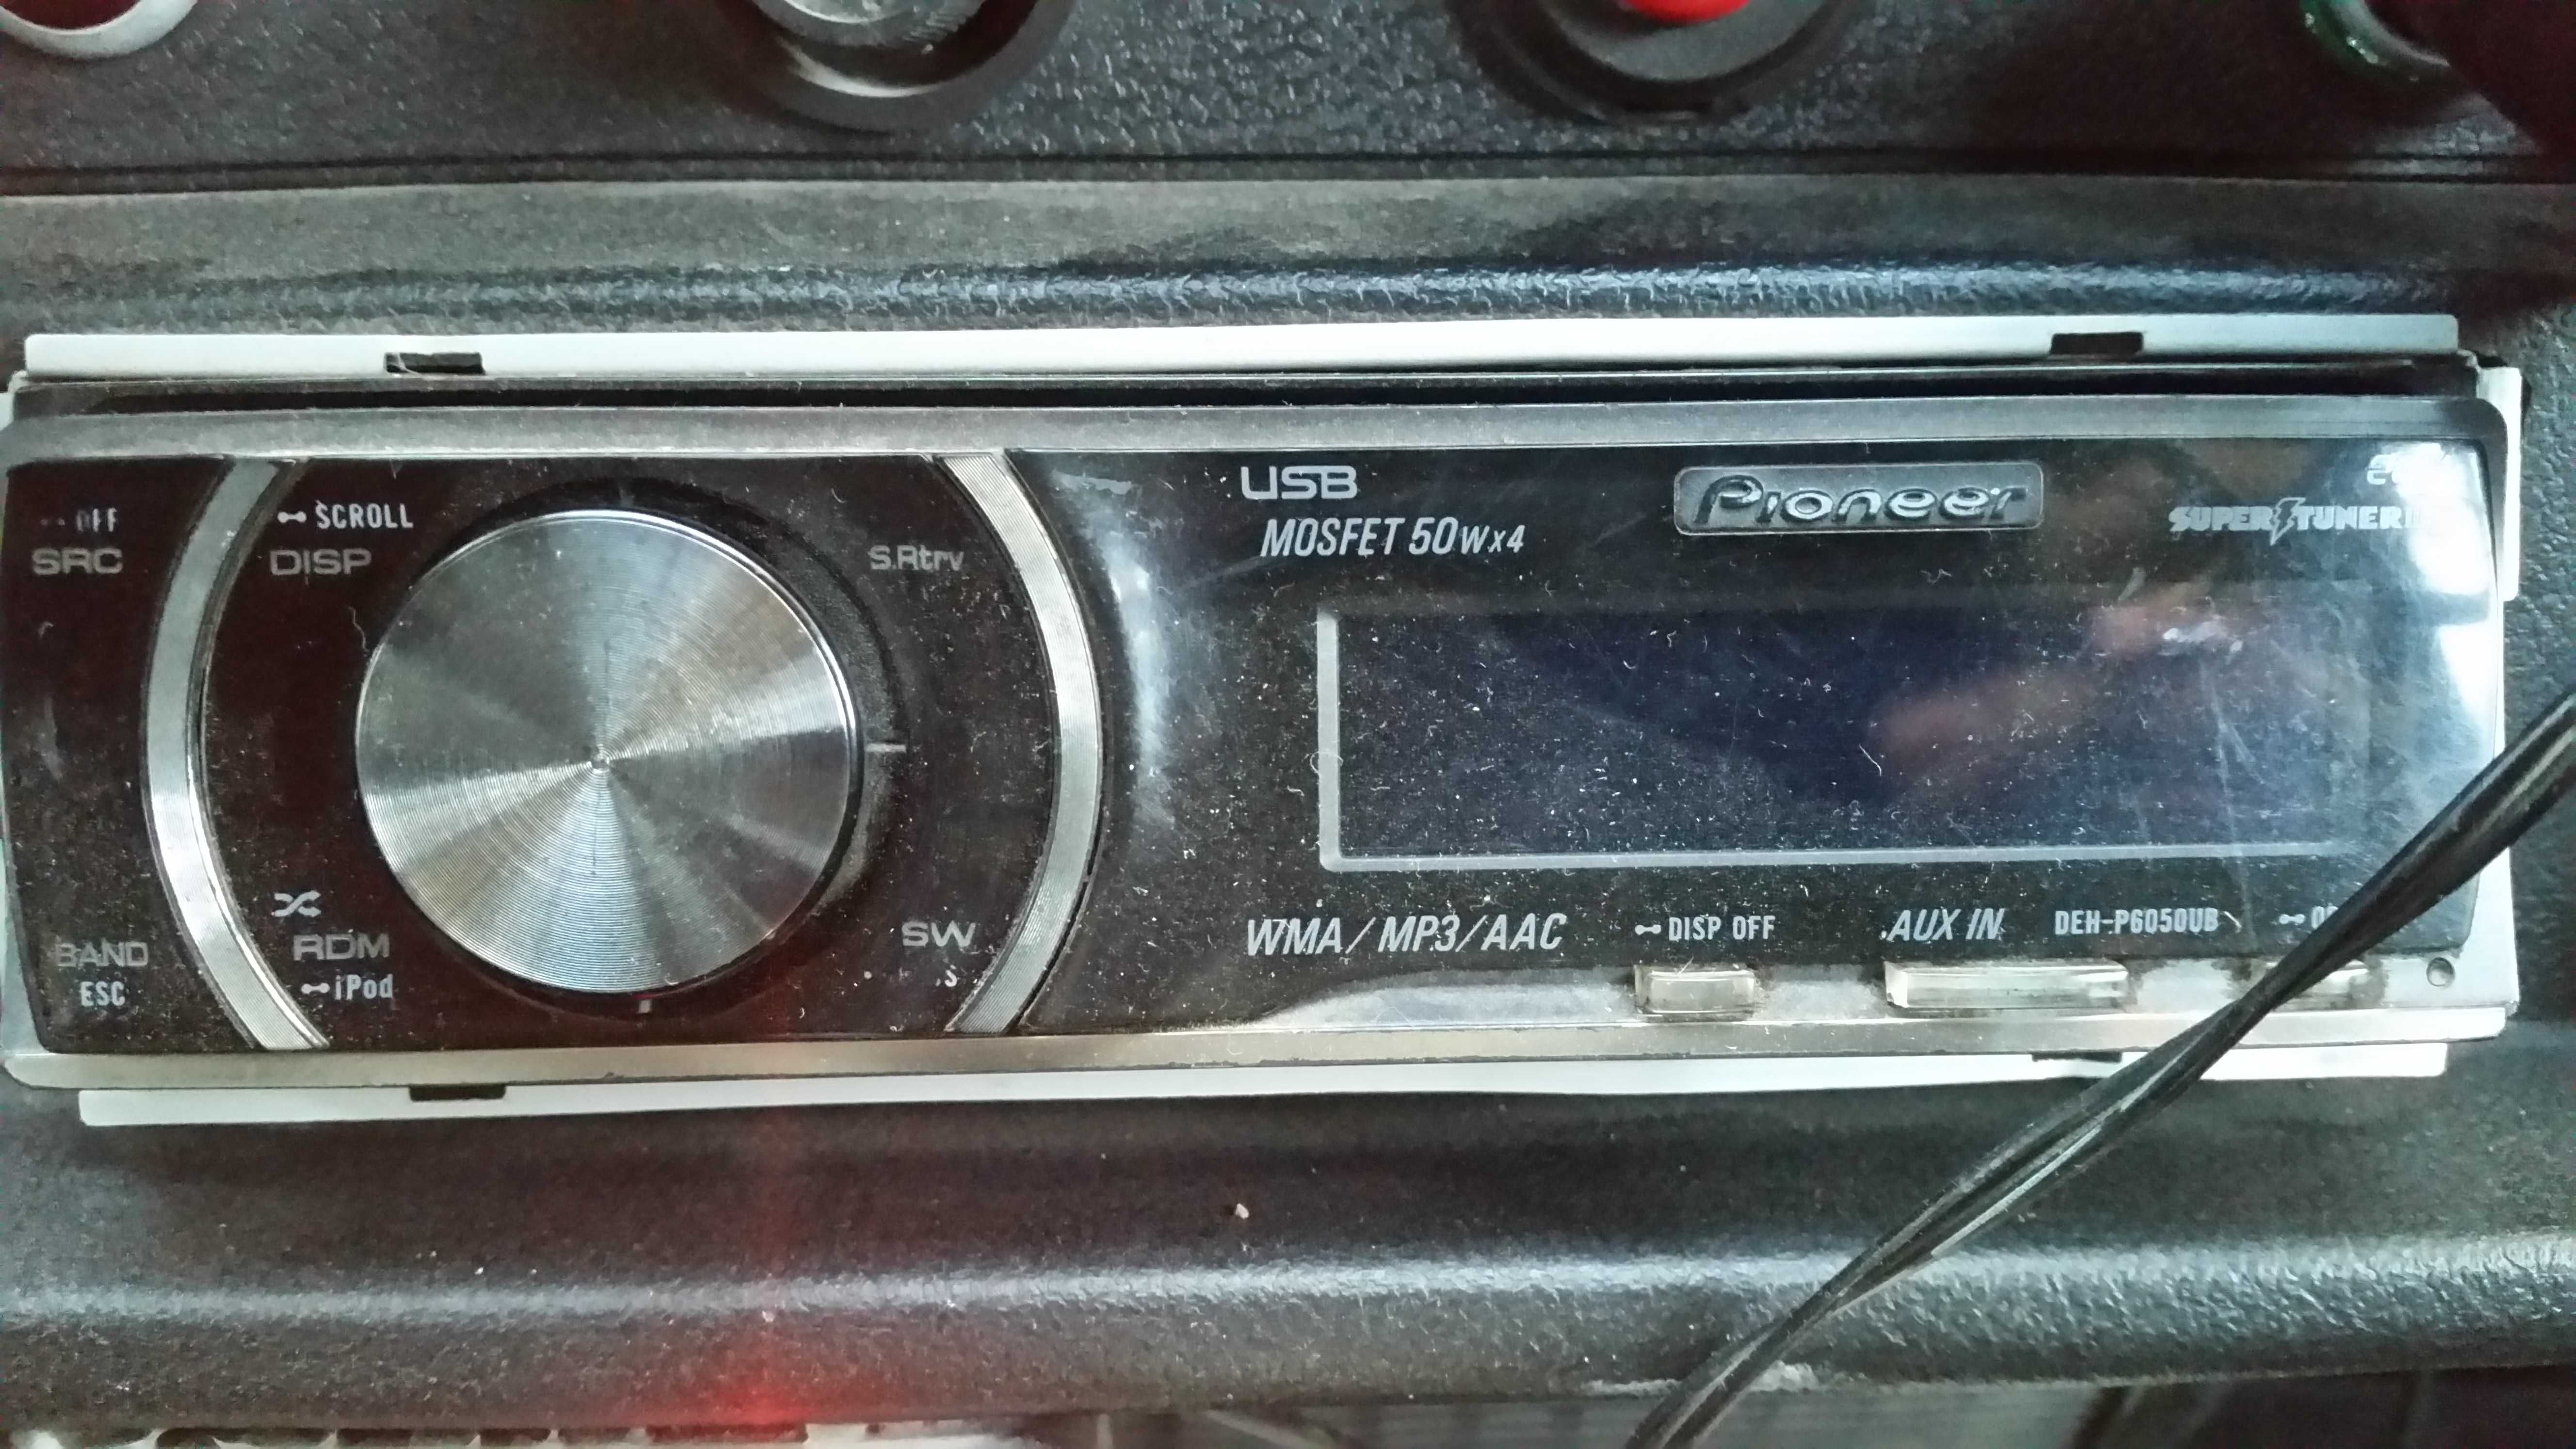 OFF
SRC
SCROLL
DISP
S.Rtrv
USB
MOSFET 50Wx4
Pioneer
SUPER TUNER
BAND
ESC
RDM
iPod
SW
WMA/MP3/AAC
DISP OFF
AUX IN
DEH-P6050UB